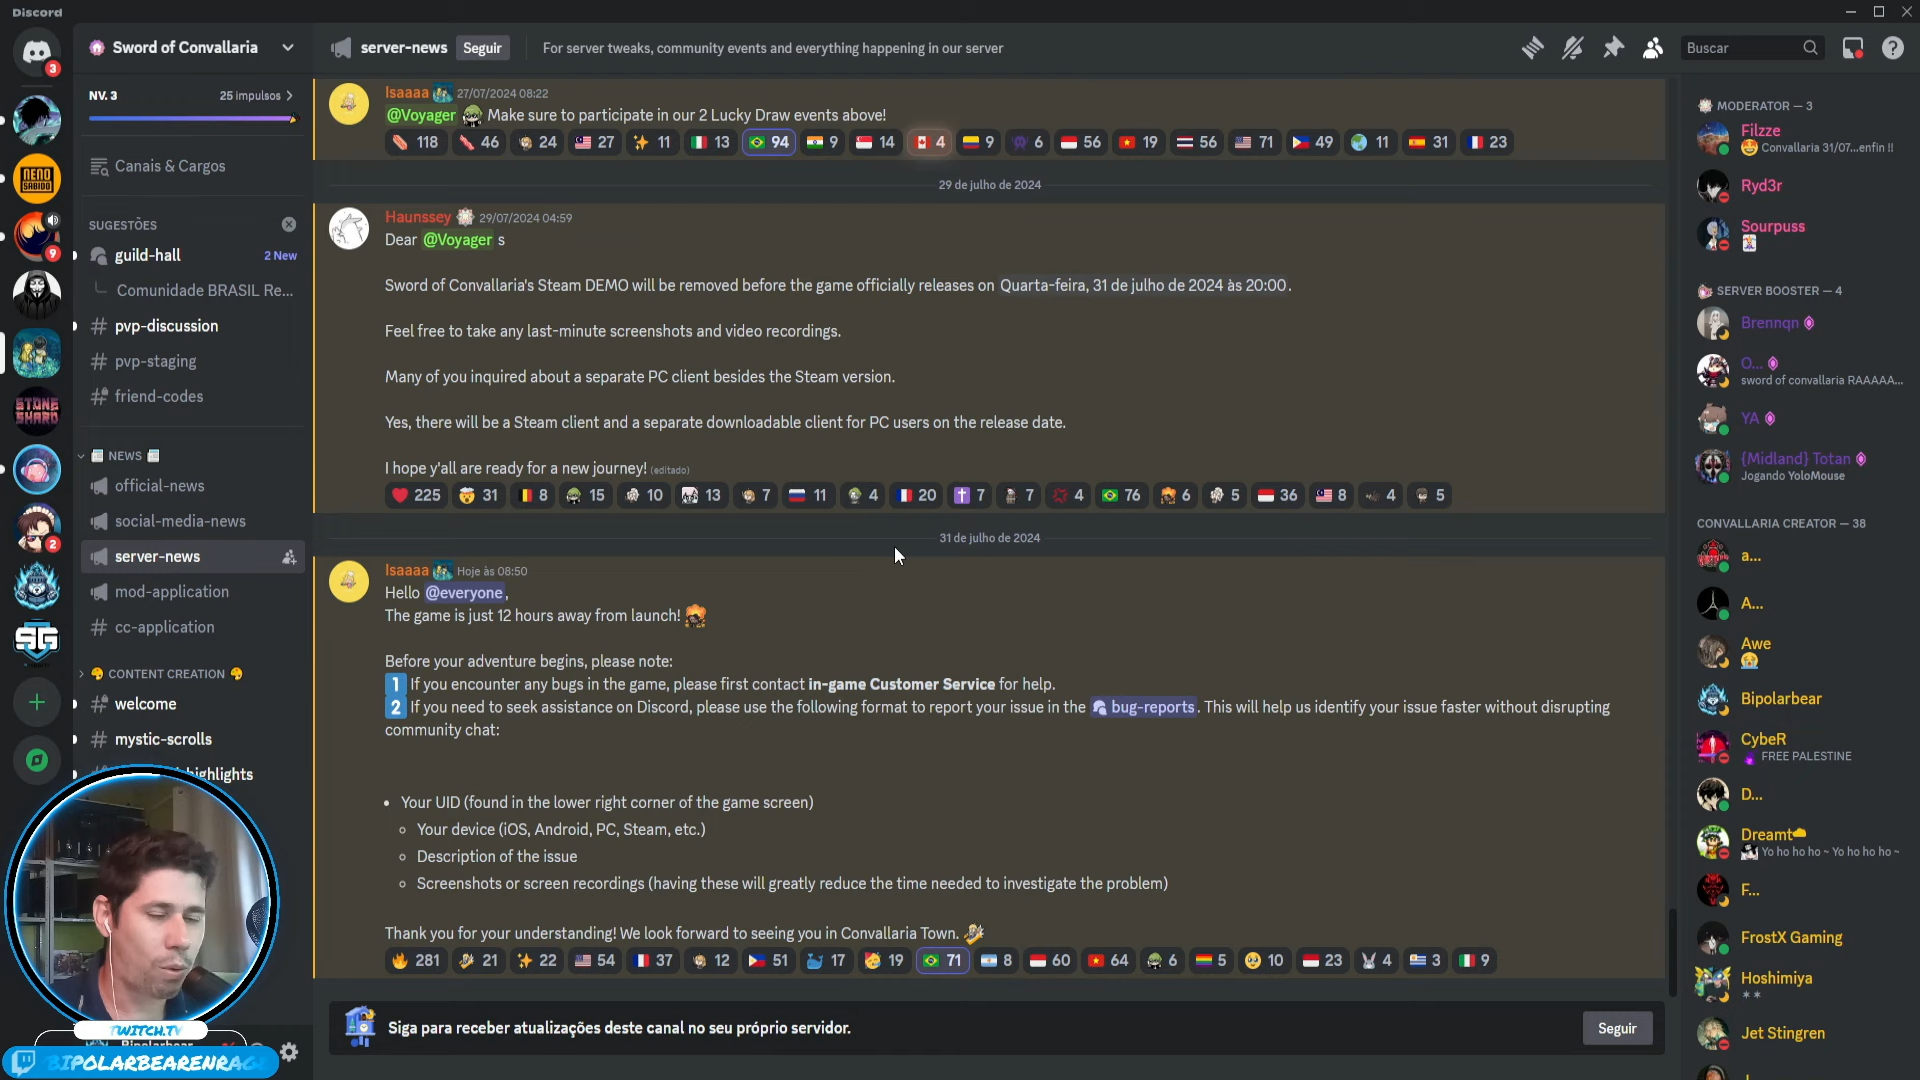 Discord
Sword of Convallaria
server-news
Seguir
For server tweaks, community events and everything happening in our server
Buscar
3
NV. 3
25 impulsos
Canais & Cargos
SUGESTÕES
guild-hall
2 New
Comunidade BRASIL Re...
pvp-discussion
pvp-staging
friend-codes
NENO
SABIDO
9
STONE
SHARD
2
SG
NEWS
official-news
social-media-news
server-news
mod-application
cc-application
CONTENT CREATION
welcome
mystic-scrolls
highlights
Isaaaa 27/07/2024 08:22
@Voyager Make sure to participate in our 2 Lucky Draw events above!
118 46 24 27 11 13 94 9 14 4 9 6 56 19 56 71 49 11 31 23
29 de julho de 2024
Haunssey 29/07/2024 04:59
Dear @Voyager s
Sword of Convallaria's Steam DEMO will be removed before the game officially releases on Quarta-feira, 31 de julho de 2024 às 20:00.
Feel free to take any last-minute screenshots and video recordings.
Many of you inquired about a separate PC client besides the Steam version.
Yes, there will be a Steam client and a separate downloadable client for PC users on the release date.
I hope y'all are ready for a new journey! (editado)
225 31 8 15 10 13 7 11 4 20 7 7 4 76 6 5 36 8 4 5
31 de julho de 2024
Isaaaa Hoje às 08:50
Hello @everyone,
The game is just 12 hours away from launch!
Before your adventure begins, please note:
1 If you encounter any bugs in the game, please first contact in-game Customer Service for help.
2 If you need to seek assistance on Discord, please use the following format to report your issue in the bug-reports. This will help us identify your issue faster without disrupting
community chat:
• Your UID (found in the lower right corner of the game screen)
Your device (iOS, Android, PC, Steam, etc.)
Description of the issue
Screenshots or screen recordings (having these will greatly reduce the time needed to investigate the problem)
Thank you for your understanding! We look forward to seeing you in Convallaria Town.
281 21 22 54 37 12 51 17 19 71 8 60 64 6 5 10 23 4 3 9
Siga para receber atualizações deste canal no seu próprio servidor.
Seguir
MODERATOR — 3
Filzze
Convallaria 31/07...enfin !!
Ryd3r
Sourpuss
SERVER BOOSTER — 4
Brennqn
O...
sword of convallaria RAAAAA...
YA
{Midland} Totan
Jogando YoloMouse
CONVALLARIA CREATOR — 38
a...
A...
Awe
Bipolarbear
CybeR
FREE PALESTINE
D...
Dreamt
Yo ho ho ho ~ Yo ho ho ho ~
F...
FrostX Gaming
Hoshimiya
Jet Stingren
TWITCH.TV
BIPOLARBEARENRAGE